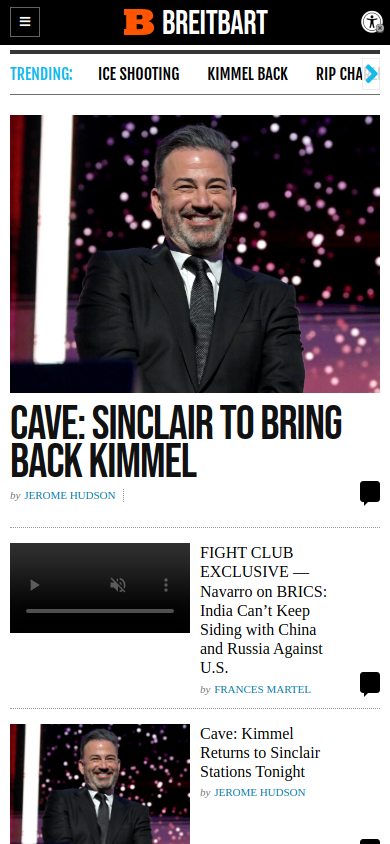 B BREITBART
TRENDING:
ICE SHOOTING
KIMMEL BACK
RIP CHA
CAVE: SINCLAIR TO BRING
BACK KIMMEL
by JEROME HUDSON
FIGHT CLUB
EXCLUSIVE —
Navarro on BRICS:
India Can’t Keep
Siding with China
and Russia Against
U.S.
by FRANCES MARTEL
Cave: Kimmel
Returns to Sinclair
Stations Tonight
by JEROME HUDSON